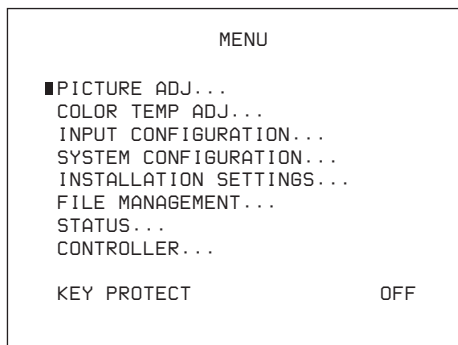 MENU
PICTURE ADJ...
COLOR TEMP ADJ...
INPUT CONFIGURATION...
SYSTEM CONFIGURATION...
INSTALLATION SETTINGS...
FILE MANAGEMENT...
STATUS...
CONTROLLER...
KEY PROTECT OFF